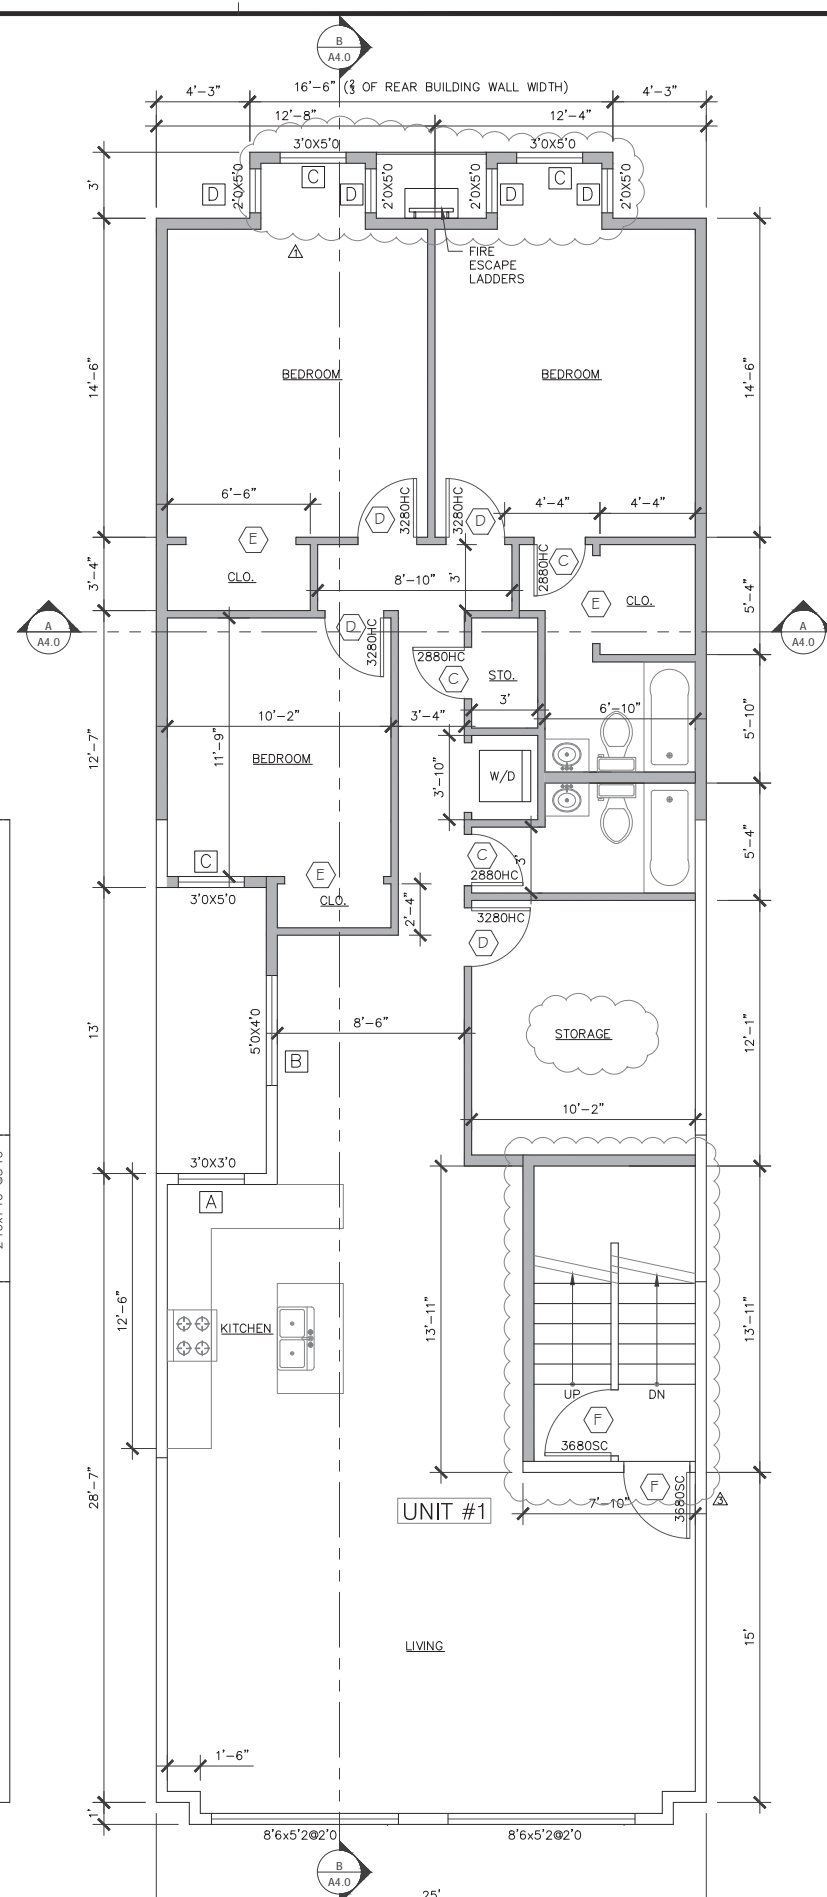 B
A4.0
4'-3"
16'-6" (2/3 OF REAR BUILDING WALL WIDTH)
4'-3"
12'-8"
12'-4"
3'0X5'0
3'0X5'0
3'
D
2'0X5'0
C
D
2'0X5'0
2'0X5'0
D
C
D
2'0X5'0
1
FIRE
ESCAPE
LADDERS
14'-6"
BEDROOM
BEDROOM
14'-6"
6'-6"
D
3280HC
3280HC
D
4'-4"
4'-4"
E
C
2880HC
3'-4"
CLO.
8'-10"
3'
E
CLO.
5'-4"
A
A4.0
D
3280HC
2880HC
C
STO.
A
A4.0
3'
6'-10"
10'-2"
3'-4"
5'-10"
12'-7"
11'-9"
BEDROOM
3'-10"
W/D
C
3'0X5'0
E
CLO.
2'-4"
C
3'
2880HC
5'-4"
3280HC
D
13'
5'0X4'0
8'-6"
B
STORAGE
12'-1"
10'-2"
3'0X3'0
A
12'-6"
KITCHEN
13'-11"
13'-11"
UP
DN
F
3680SC
F
3680SC
7'-10"
3
28'-7"
UNIT #1
LIVING
15'
1'-6"
1'
8'6x5'2@2'0
8'6x5'2@2'0
B
A4.0
25'